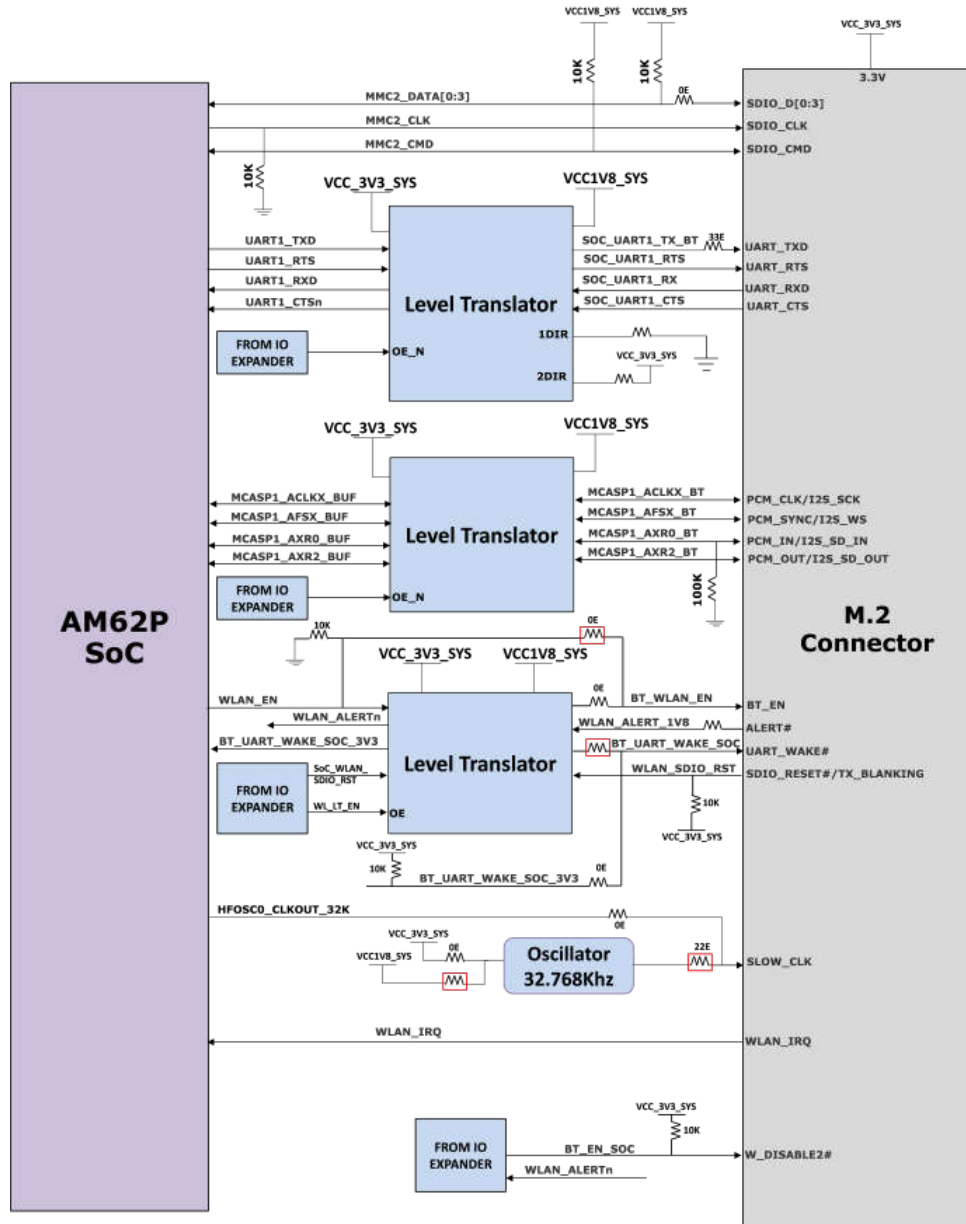 VCC1V8_SYS
VCC1V8_SYS
VCC_3V3_SYS
3.3V
10K
10K
MMC2_DATA[0:3]
0E
SDIO_D[0:3]
MMC2_CLK
SDIO_CLK
MMC2_CMD
SDIO_CMD
10K
VCC_3V3_SYS
VCC1V8_SYS
UART1_TXD
SOC_UART1_TX_BT
33E
UART_TXD
UART1_RTS
SOC_UART1_RTS
UART_RTS
UART1_RXD
SOC_UART1_RX
UART_RXD
UART1_CTSn
Level Translator
SOC_UART1_CTS
UART_CTS
FROM IO
EXPANDER
OE_N
1DIR
VCC_3V3_SYS
2DIR
VCC_3V3_SYS
VCC1V8_SYS
MCASP1_ACLKX_BUF
MCASP1_ACLKX_BT
PCM_CLK/I2S_SCK
MCASP1_AFSX_BUF
MCASP1_AFSX_BT
PCM_SYNC/I2S_WS
MCASP1_AXR0_BUF
Level Translator
MCASP1_AXR0_BT
PCM_IN/I2S_SD_IN
MCASP1_AXR2_BUF
MCASP1_AXR2_BT
PCM_OUT/I2S_SD_OUT
FROM IO
EXPANDER
OE_N
100K
AM62P
SoC
M.2
Connector
10K
0E
VCC_3V3_SYS
VCC1V8_SYS
0E
WLAN_EN
BT_WLAN_EN
BT_EN
WLAN_ALERTn
WLAN_ALERT_1V8
ALERT#
BT_UART_WAKE_SOC_3V3
BT_UART_WAKE_SOC
UART_WAKE#
Level Translator
FROM IO
EXPANDER
SoC_WLAN_
SDIO_RST
WLAN_SDIO_RST
SDIO_RESET#/TX_BLANKING
WL_LT_EN
OE
10K
VCC_3V3_SYS
VCC_3V3_SYS
10K
BT_UART_WAKE_SOC_3V3
0E
HFOSC0_CLKOUT_32K
0E
VCC_3V3_SYS
0E
VCC1V8_SYS
Oscillator
32.768Khz
22E
SLOW_CLK
WLAN_IRQ
WLAN_IRQ
VCC_3V3_SYS
10K
FROM IO
EXPANDER
BT_EN_SOC
W_DISABLE2#
WLAN_ALERTn